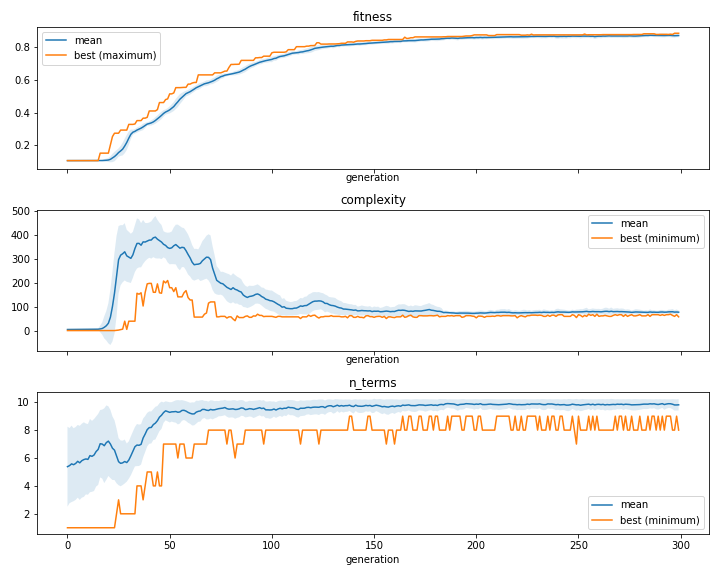 fitness
mean
best (maximum)
0.8
0.6
0.4
0.2
generation
complexity
500
400
300
200
100
0
mean
best (minimum)
generation
n_terms
10
8
6
4
2
mean
best (minimum)
0 50 100 150 200 250 300
generation